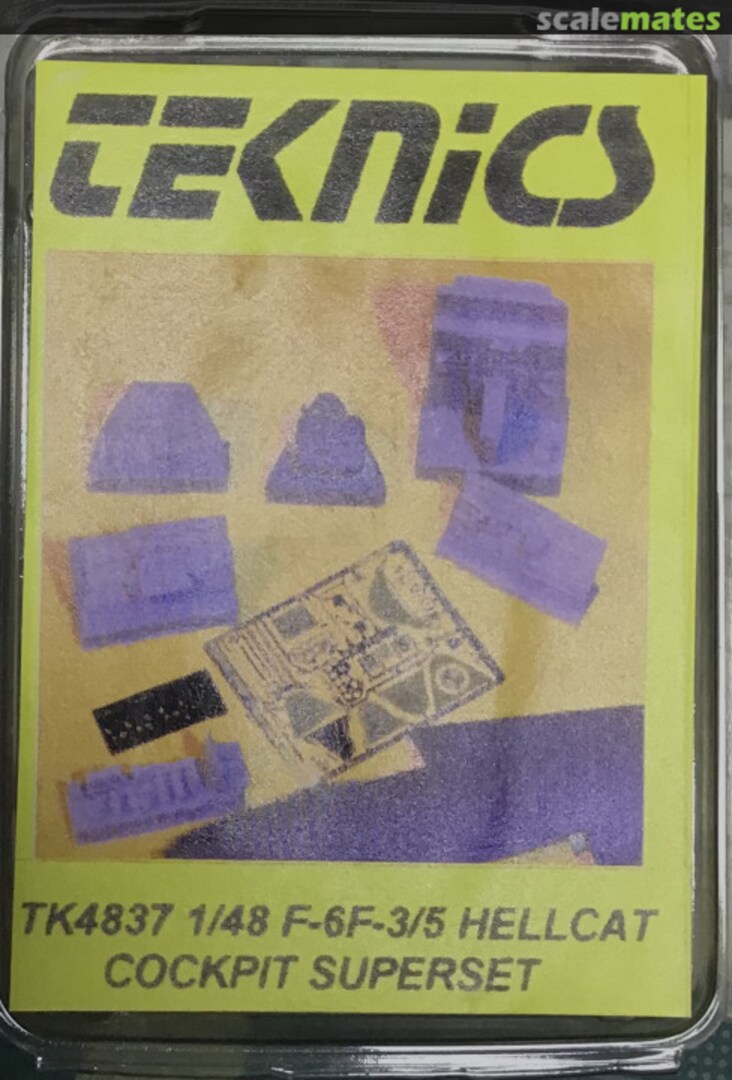 scalemates
TEKNiCS
TK4837 1/48 F-6F-3/5 HELLCAT
COCKPIT SUPERSET